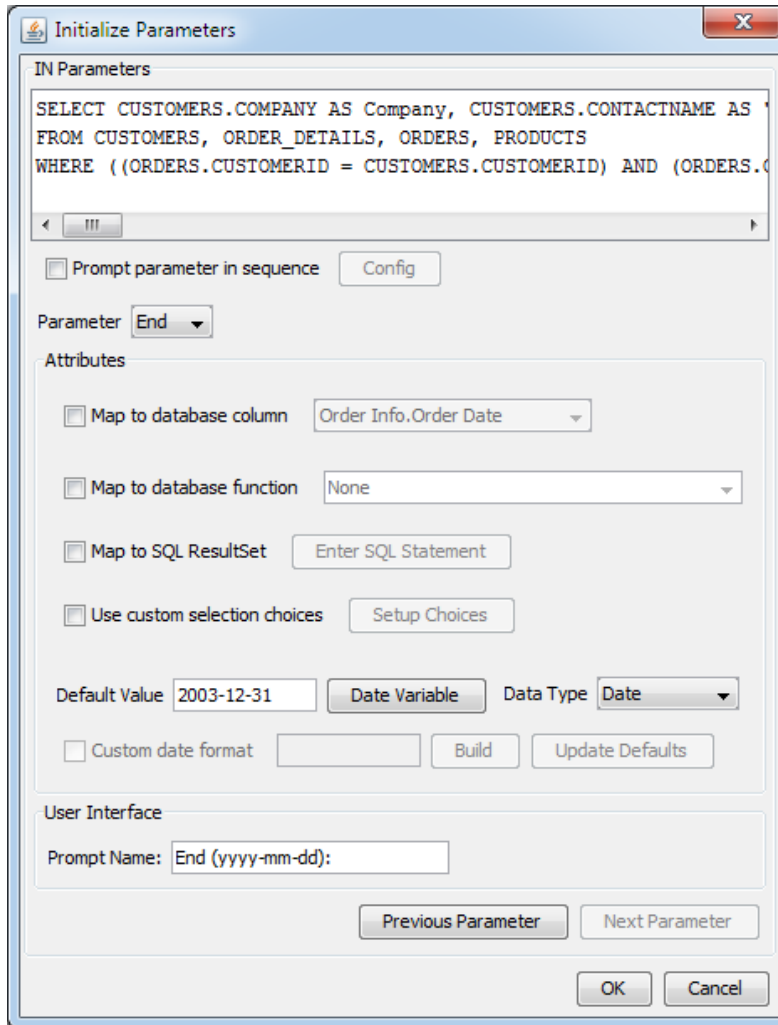 Initialize Parameters
IN Parameters
SELECT CUSTOMERS.COMPANY AS Company, CUSTOMERS.CONTACTNAME AS "
FROM CUSTOMERS, ORDER_DETAILS, ORDERS, PRODUCTS
WHERE ((ORDERS.CUSTOMERID = CUSTOMERS.CUSTOMERID) AND (ORDERS.
Prompt parameter in sequence Config
Parameter End
Attributes
Map to database column Order Info.Order Date
Map to database function None
Map to SQL ResultSet Enter SQL Statement
Use custom selection choices Setup Choices
Default Value 2003-12-31 Date Variable Data Type Date
Custom date format Build Update Defaults
User Interface
Prompt Name: End (yyyy-mm-dd):
Previous Parameter Next Parameter
OK Cancel